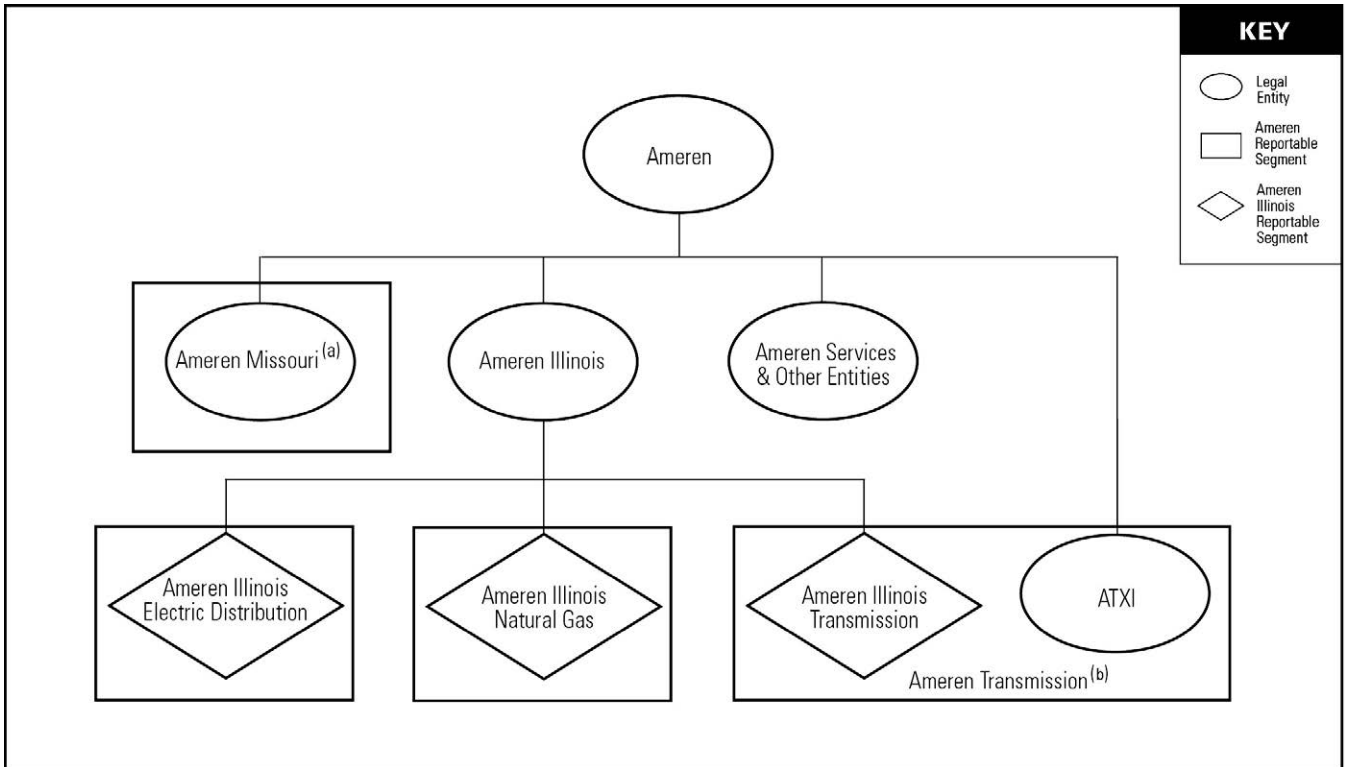 KEY
Legal
Entity
Ameren
Reportable
Segment
Ameren
Illinois
Reportable
Segment
Ameren
Ameren Missouri (a)
Ameren Illinois
Ameren Services
& Other Entities
Ameren Illinois
Electric Distribution
Ameren Illinois
Natural Gas
Ameren Illinois
Transmission
ATXI
Ameren Transmission (b)